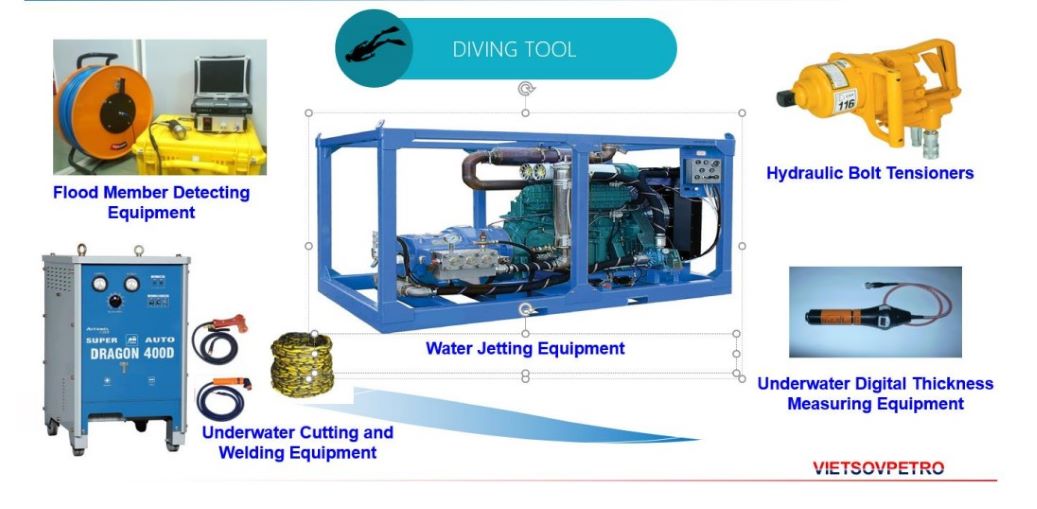 DIVING TOOL
Flood Member Detecting
Equipment
116
Hydraulic Bolt Tensioners
SUPER AUTO
DRAGON 400D
Water Jetting Equipment
Underwater Digital Thickness
Measuring Equipment
Underwater Cutting and
Welding Equipment
VIETSOVPETRO